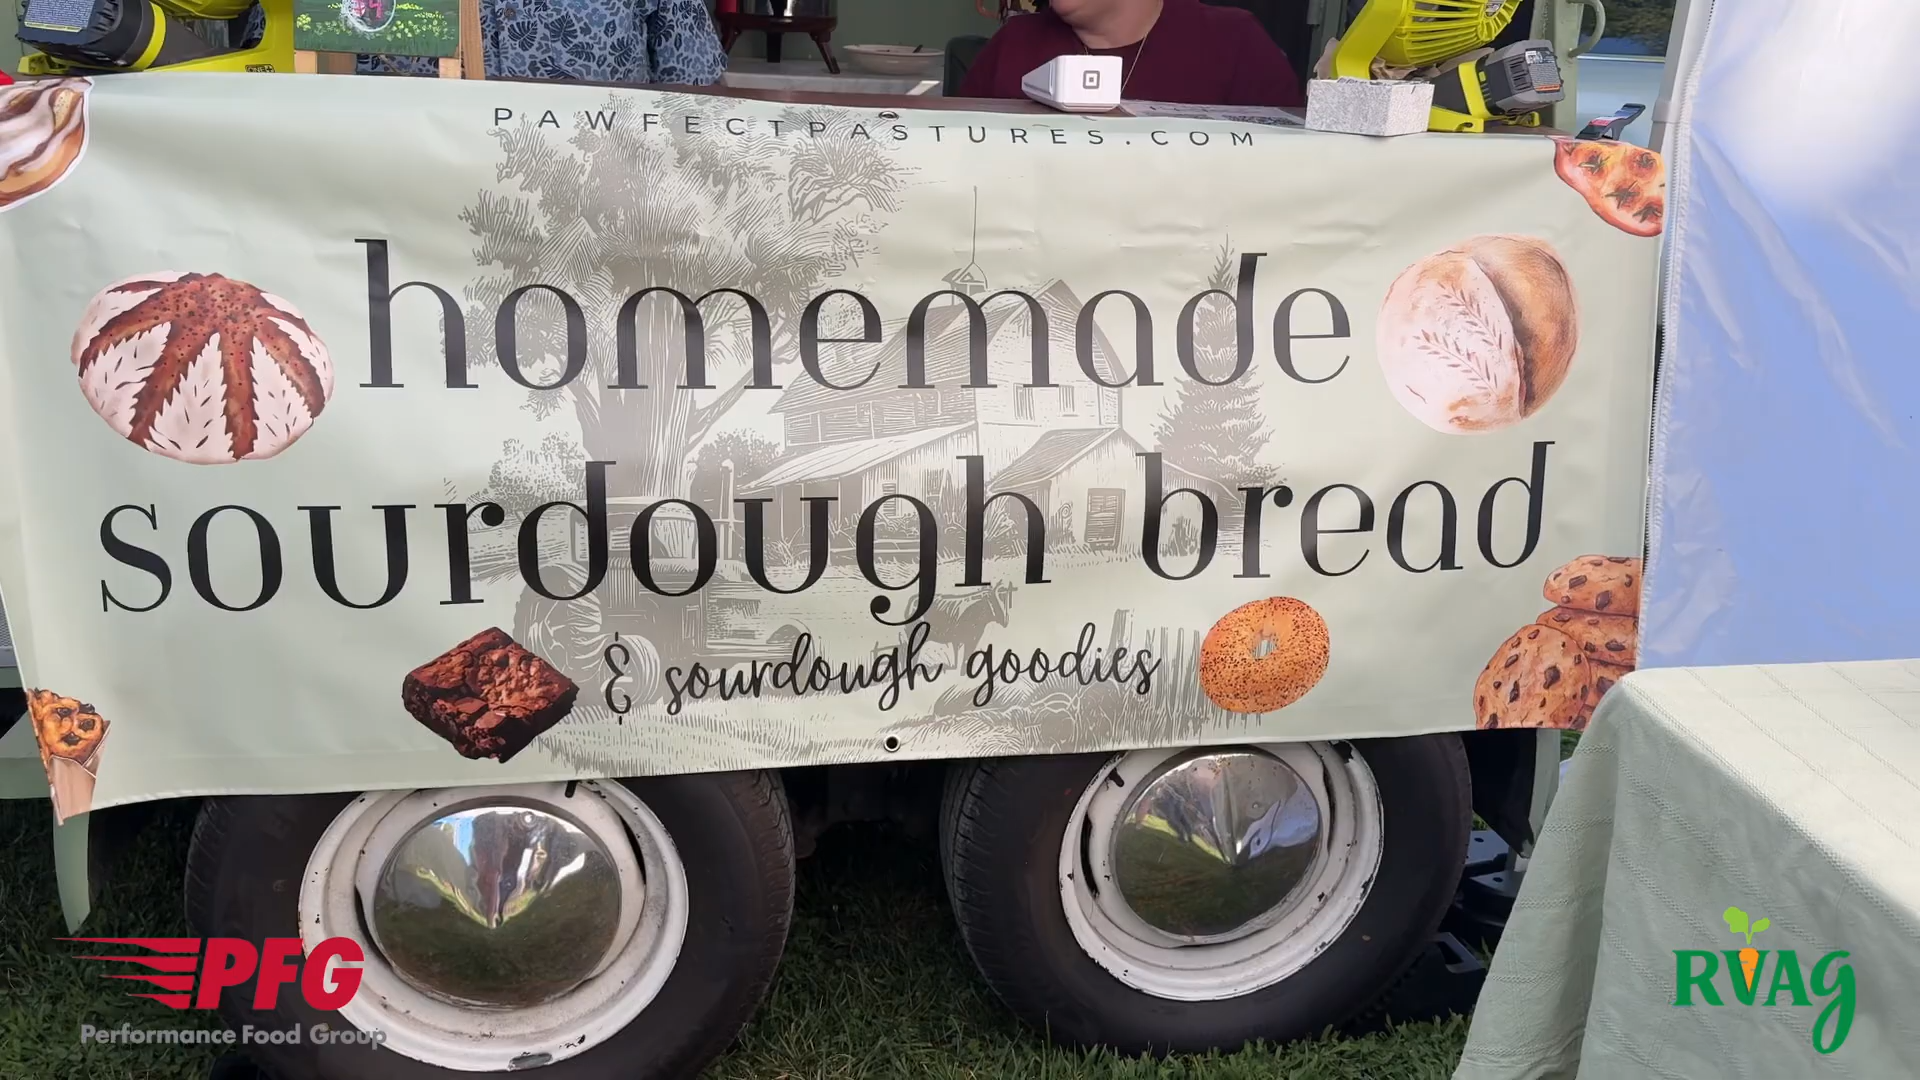 PAWFECTPASTURES.COM
homemade
sourdough bread
& sourdough goodies
PFG
Performance Food Group
RVAg